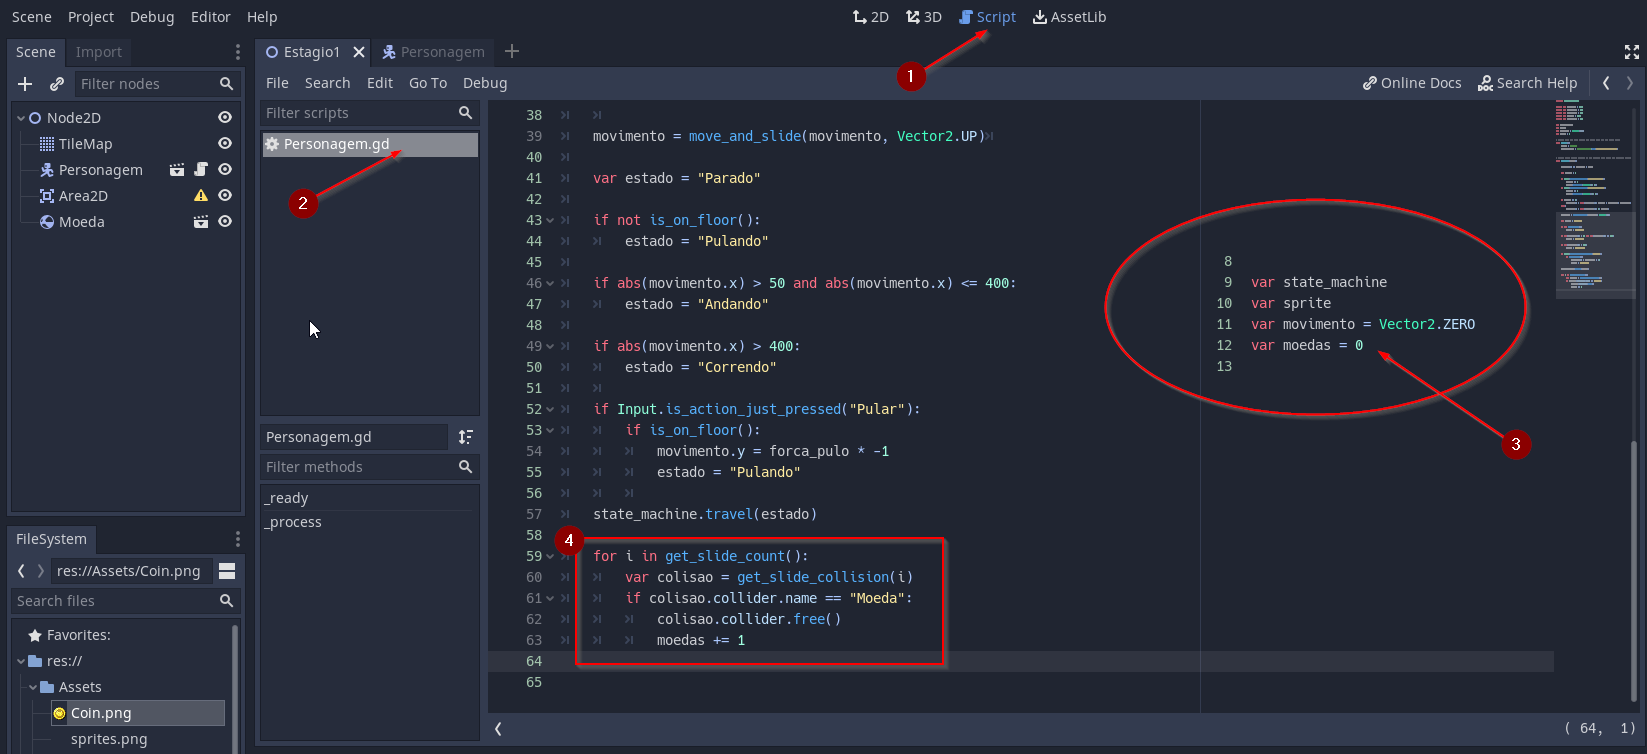 Scene Project Debug Editor Help
2D 3D Script AssetLib
Scene Import
Filter nodes
Node2D
TileMap
Personagem
Area2D
Moeda
FileSystem
res://Assets/Coin.png
Search files
Favorites:
res://
Assets
Coin.png
sprites.png
Estagio1 Personagem
File Search Edit Go To Debug
Online Docs Search Help
Filter scripts
Personagem.gd
Personagem.gd
Filter methods
_ready
_process
1
2
38
39 movimento = move_and_slide(movimento, Vector2.UP)
40
41 var estado = "Parado"
42
43 if not is_on_floor():
44 estado = "Pulando"
45
46 if abs(movimento.x) > 50 and abs(movimento.x) <= 400:
47 estado = "Andando"
48
49 if abs(movimento.x) > 400:
50 estado = "Correndo"
51
52 if Input.is_action_just_pressed("Pular"):
53 if is_on_floor():
54 movimento.y = forca_pulo * -1
55 estado = "Pulando"
56
57 state_machine.travel(estado)
58
4
59 for i in get_slide_count():
60 var colisao = get_slide_collision(i)
61 if colisao.collider.name == "Moeda":
62 colisao.collider.free()
63 moedas += 1
64
65
8
9 var state_machine
10 var sprite
11 var movimento = Vector2.ZERO
12 var moedas = 0
13
3
( 64, 1)